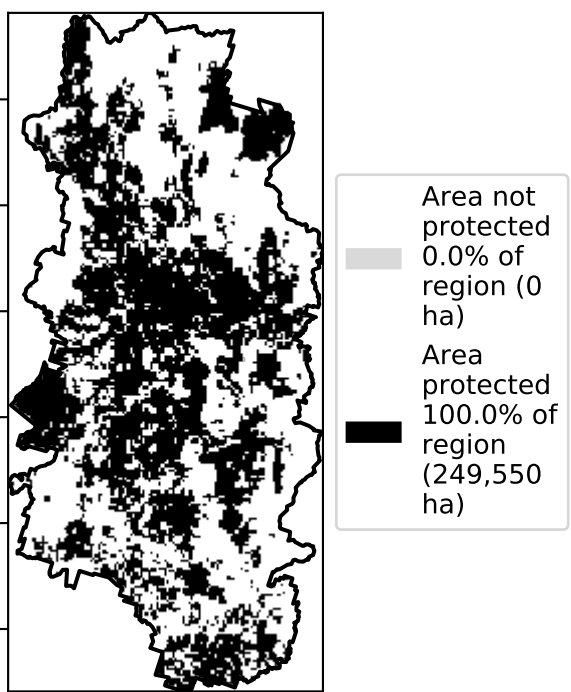 Area not
protected
0.0% of
region (0
ha)
Area
protected
100.0% of
region
(249,550
ha)